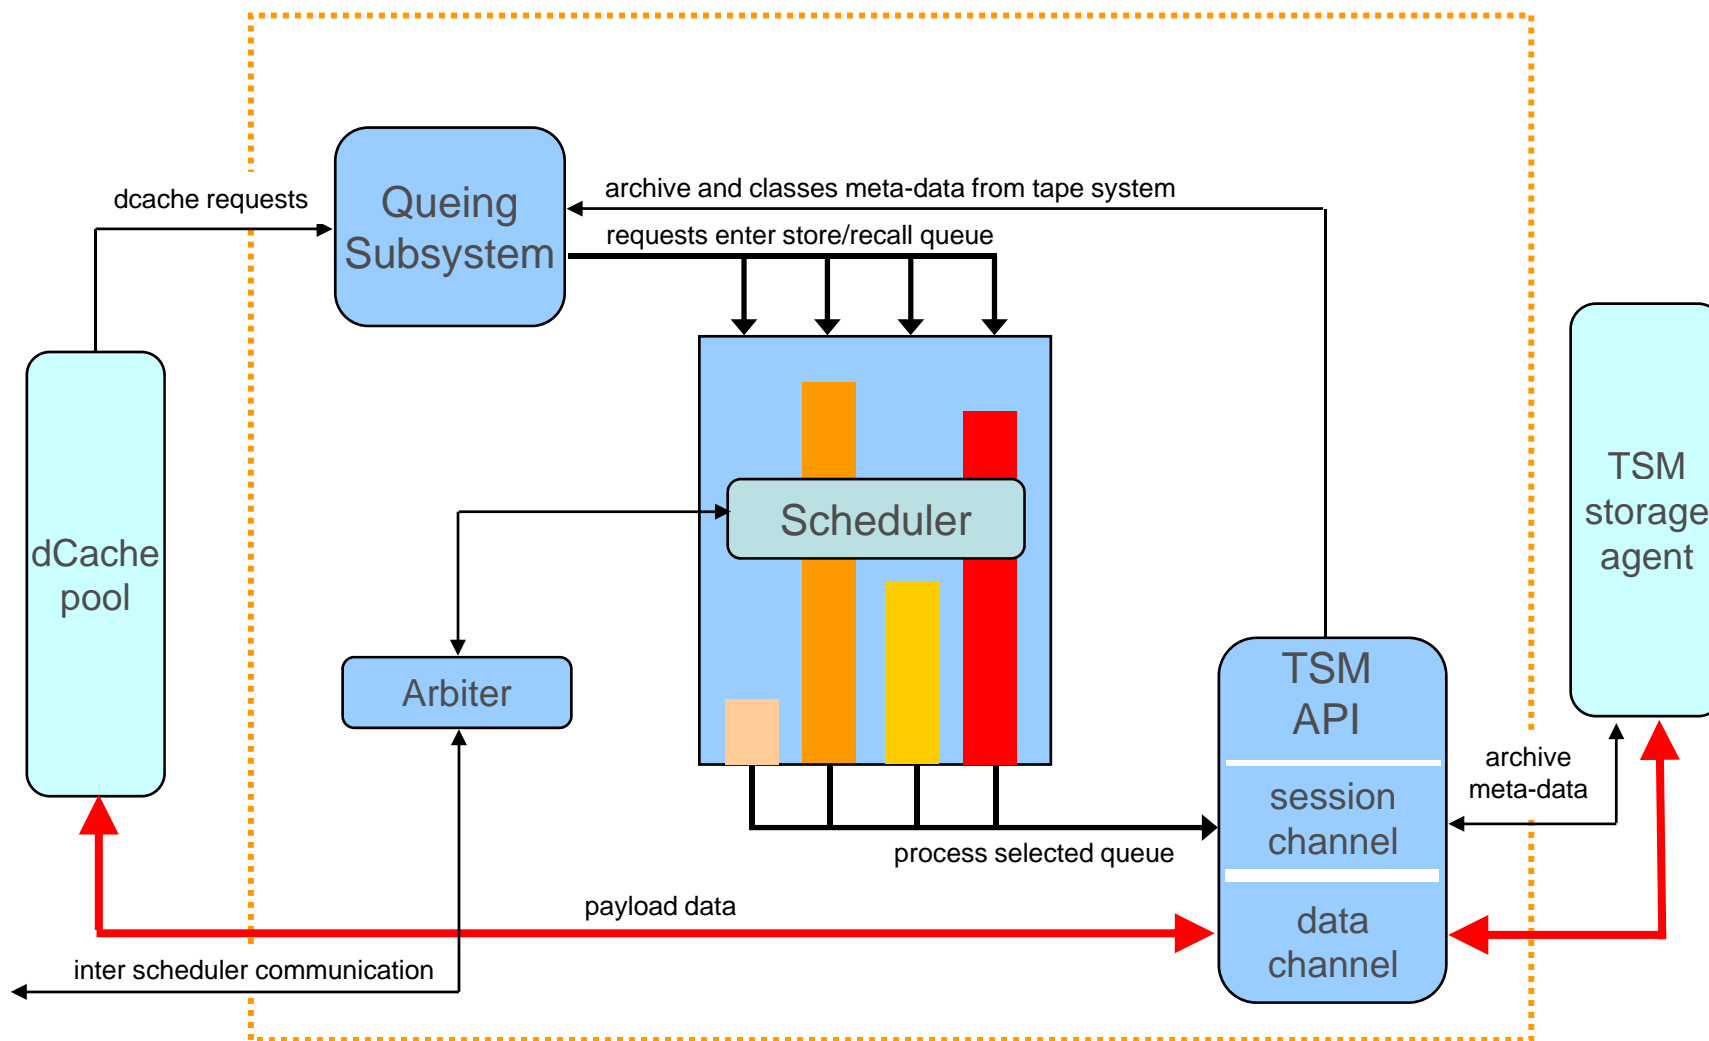 dcache requests
Queing
Subsystem
archive and classes meta-data from tape system
requests enter store/recall queue
dCache
pool
Scheduler
Arbiter
TSM
storage
agent
TSM
API
session
channel
data
channel
archive
meta-data
process selected queue
payload data
inter scheduler communication